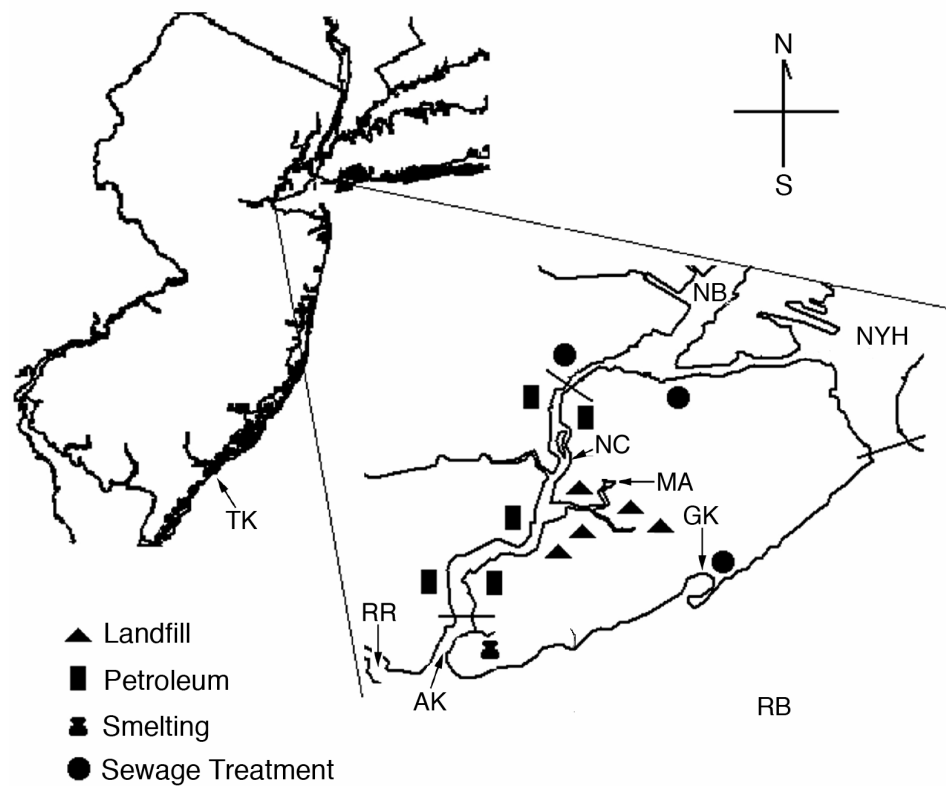 N
S
NB
NYH
NC
MA
GK
TK
RR
AK
RB
Landfill
Petroleum
Smelting
Sewage Treatment